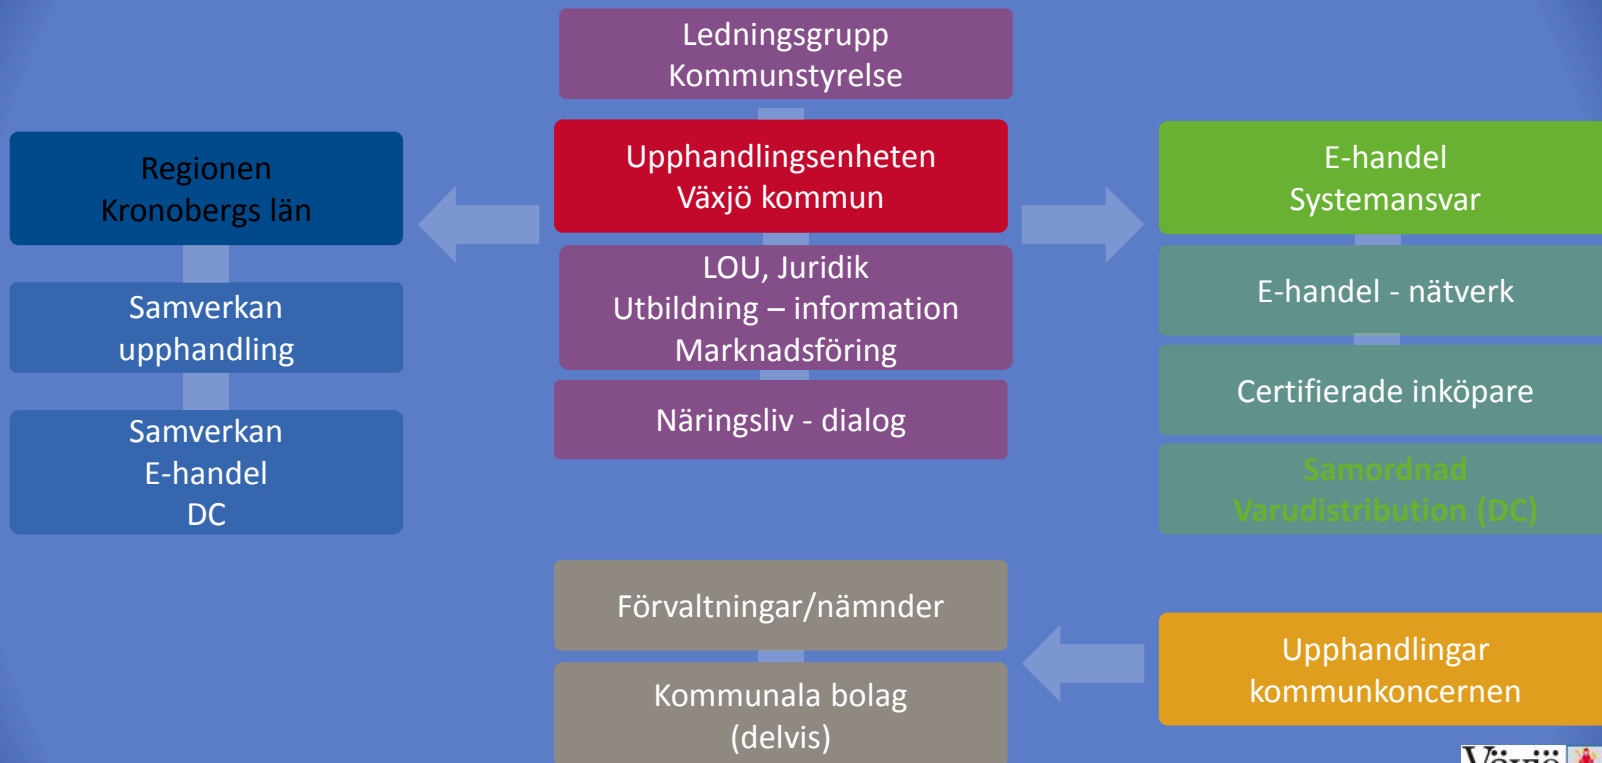 Ledningsgrupp
Kommunstyrelse
Upphandlingsenheten
Växjö kommun
LOU, Juridik
Utbildning – information
Marknadsföring
Näringsliv - dialog
Regionen
Kronobergs län
Samverkan
upphandling
Samverkan
E-handel
DC
E-handel
Systemansvar
E-handel - nätverk
Certifierade inköpare
Samordnad
Varudistribution (DC)
Förvaltningar/nämnder
Kommunala bolag
(delvis)
Upphandlingar
kommunkoncernen
Växjö